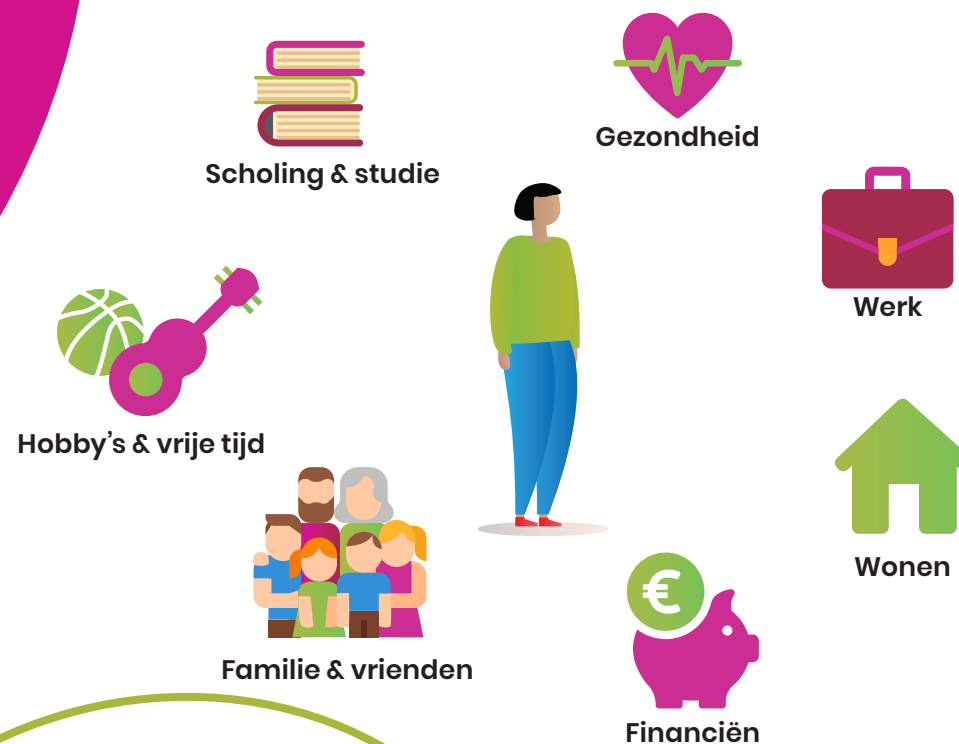 Gezondheid
Scholing & studie
Werk
Hobby’s & vrije tijd
Wonen
Familie & vrienden
Financiën
€